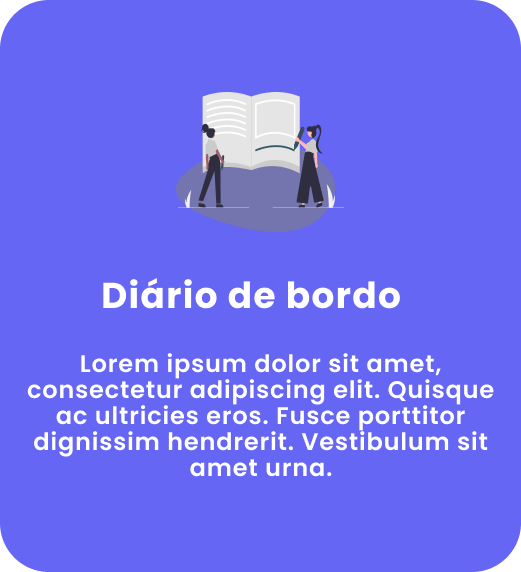 Diário de bordo
Lorem ipsum dolor sit amet,
consectetur adipiscing elit. Quisque
ac ultricies eros. Fusce porttitor
dignissim hendrerit. Vestibulum sit
amet urna.